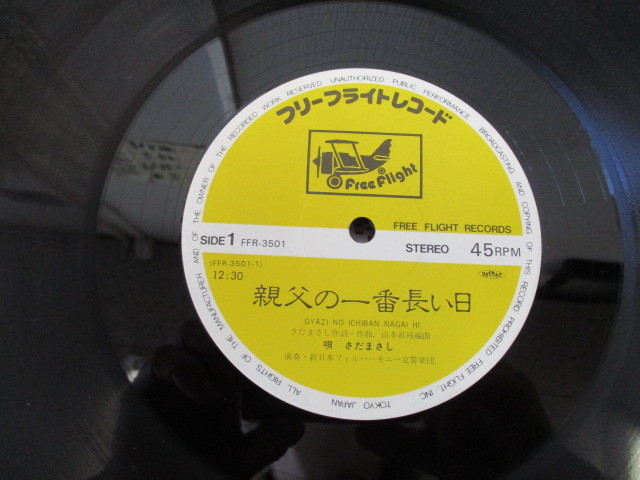 ALL RIGHTS OF THE MANUFACTURER AND OF THE OWNER OF THE RECORDED WORK RESERVED UNAUTHORIZED PUBLIC PERFORMANCE BROADCASTING AND COPYING OF THIS RECORD PROHIBITED FREE FLIGHT, INC. TOKYO JAPAN
フリーフライトレコード
FreeFlight
FREE FLIGHT RECORDS
SIDE 1 FFR-3501
STEREO 45RPM
(FFR-3501-1)
12:30
親父の一番長い日
OYAZI NO ICHIBAN NAGAI HI
さだまさし作詩・作曲, 山本直純編曲
唄 さだまさし
演奏・新日本フィルハーモニー交響楽団